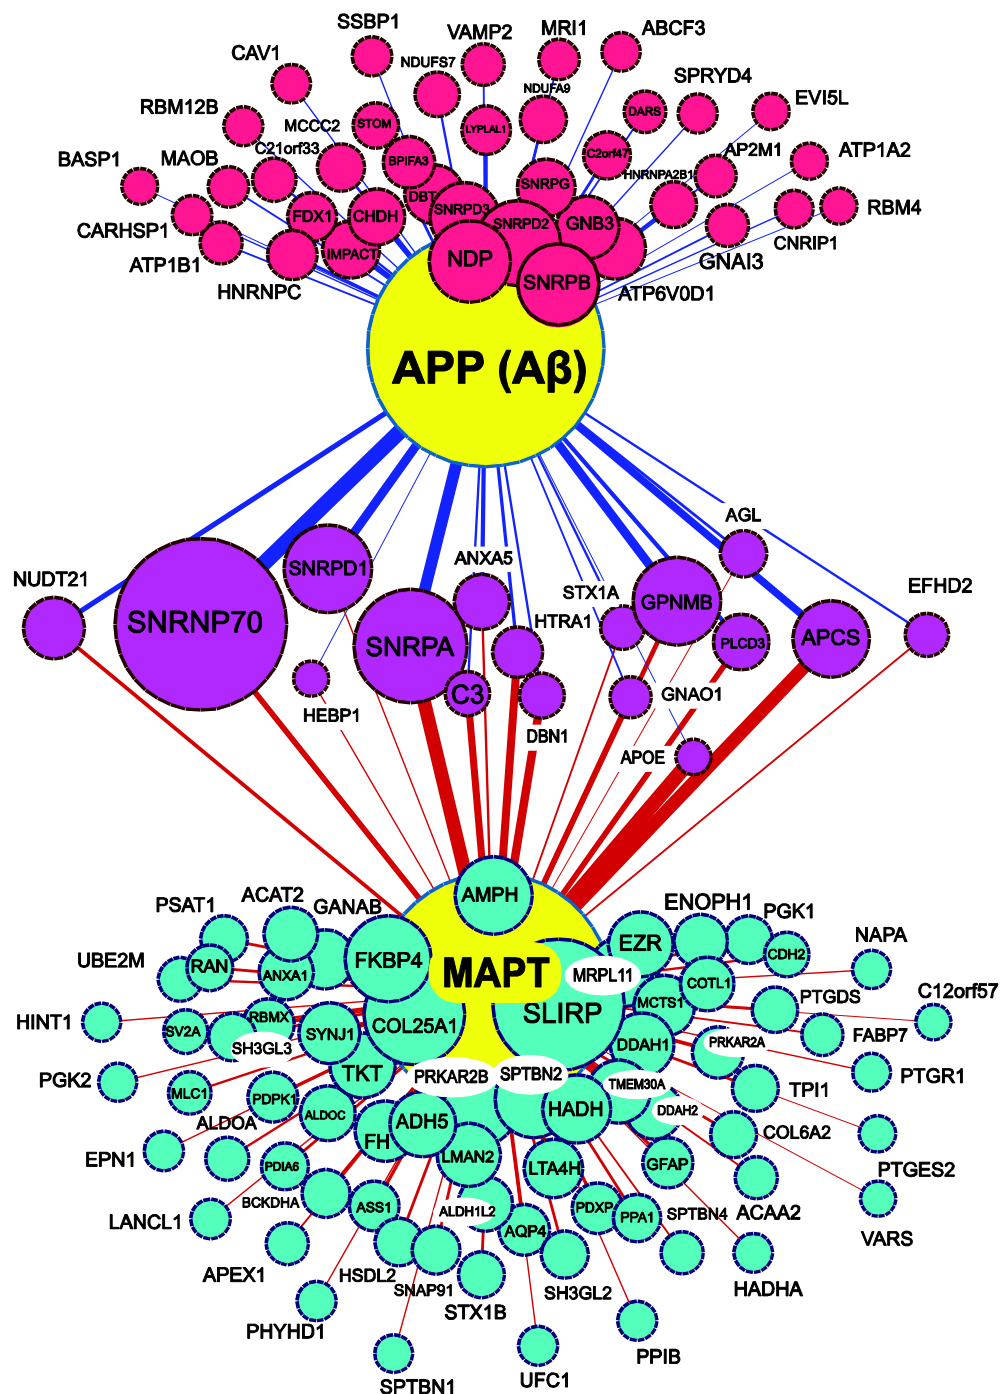 SSBP1
VAMP2
MRI1
ABCF3
CAV1
NDUFS7
NDUFA9
SPRYD4
RBM12B
MCCC2
STOM
LYPLAL1
DARS
EVI5L
BASP1
MAOB
C21orf33
BPIFA3
C2orf47
AP2M1
ATP1A2
HNRNPA2B1
CARHSP1
FDX1
CHDH
DBT
SNRPD3
SNRPG
SNRPD2
GNB3
RBM4
ATP1B1
IMPACT
NDP
CNRIP1
GNAI3
HNRNPC
SNRPB
ATP6V0D1
APP (Aβ)
NUDT21
SNRNP70
SNRPD1
ANXA5
AGL
STX1A
EFHD2
HTRA1
GPNMB
SNRPA
PLCD3
APCS
HEBP1
C3
DBN1
GNAO1
APOE
AMPH
PSAT1
ACAT2
GANAB
ENOPH1
PGK1
UBE2M
RAN
ANXA1
FKBP4
MAPT
MRPL11
EZR
CDH2
NAPA
COTL1
C12orf57
HINT1
SV2A
RBMX
SYNJ1
COL25A1
SLIRP
MCTS1
PTGDS
FABP7
SH3GL3
DDAH1
PRKAR2A
PGK2
MLC1
PDPK1
TKT
PRKAR2B
SPTBN2
TMEM30A
TPI1
PTGR1
ALDOA
ALDOC
FH
ADH5
HADH
DDAH2
COL6A2
EPN1
PDIA6
LMAN2
LTA4H
GFAP
PTGES2
LANCL1
BCKDHA
ASS1
ALDH1L2
AQP4
PDXP
PPA1
SPTBN4
ACAA2
VARS
APEX1
HSDL2
SNAP91
STX1B
SH3GL2
HADHA
PHYHD1
PPIB
SPTBN1
UFC1